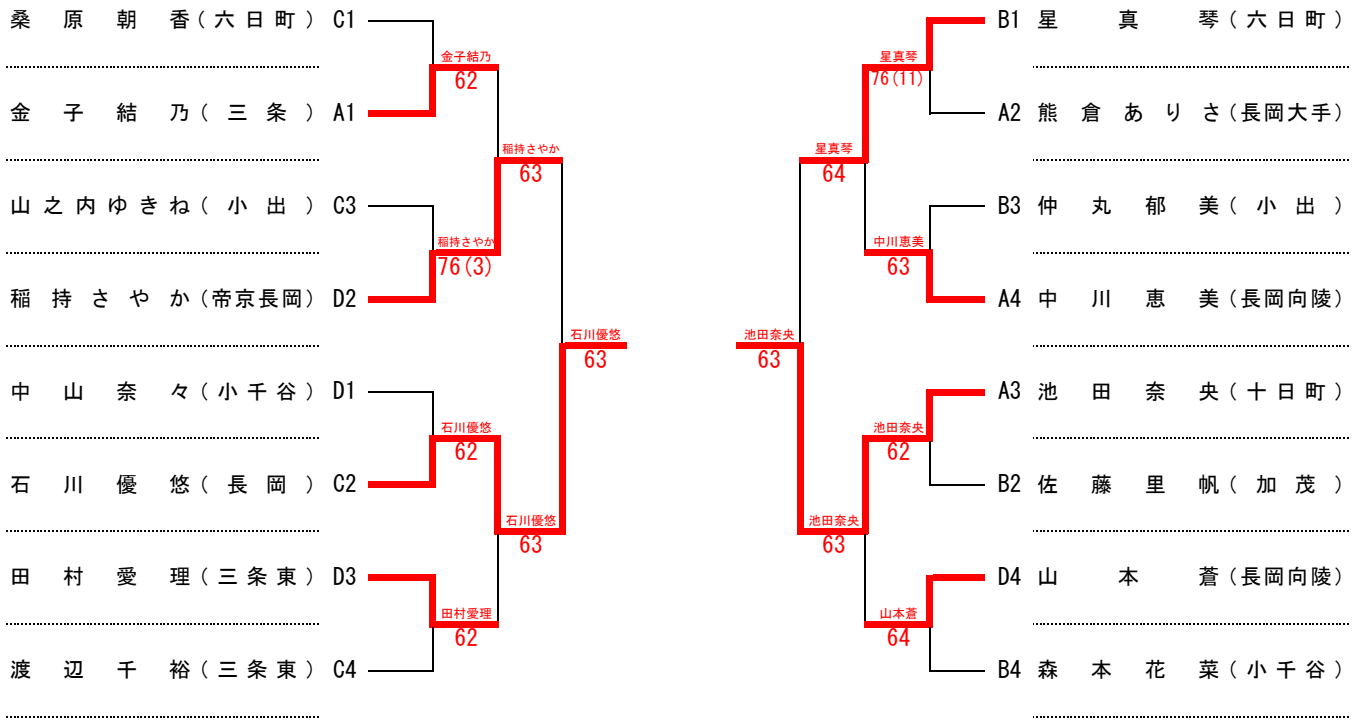 桑原朝香(六日町) C1
金子結乃
62
金子結乃(三条) A1
稲持さやか
63
山之内ゆきね(小出) C3
稲持さやか
76(3)
稲持さやか(帝京長岡) D2
石川優悠
63
中山奈々(小千谷) D1
石川優悠
62
石川優悠(長岡) C2
石川優悠
63
田村愛理(三条東) D3
田村愛理
62
渡辺千裕(三条東) C4
B1 星真琴(六日町)
星真琴
76(11)
A2 熊倉ありさ(長岡大手)
星真琴
64
B3 仲丸郁美(小出)
中川恵美
63
A4 中川恵美(長岡向陵)
池田奈央
63
A3 池田奈央(十日町)
池田奈央
62
B2 佐藤里帆(加茂)
池田奈央
63
D4 山本蒼(長岡向陵)
山本蒼
64
B4 森本花菜(小千谷)